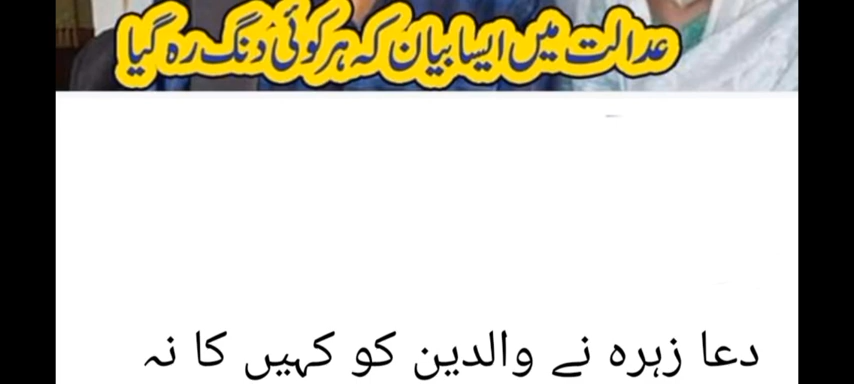 عدالت میں ایسا بیان کہ ہر کوئی دنگ رہ گیا
دعا زہرہ نے والدین کو کہیں کا نہ